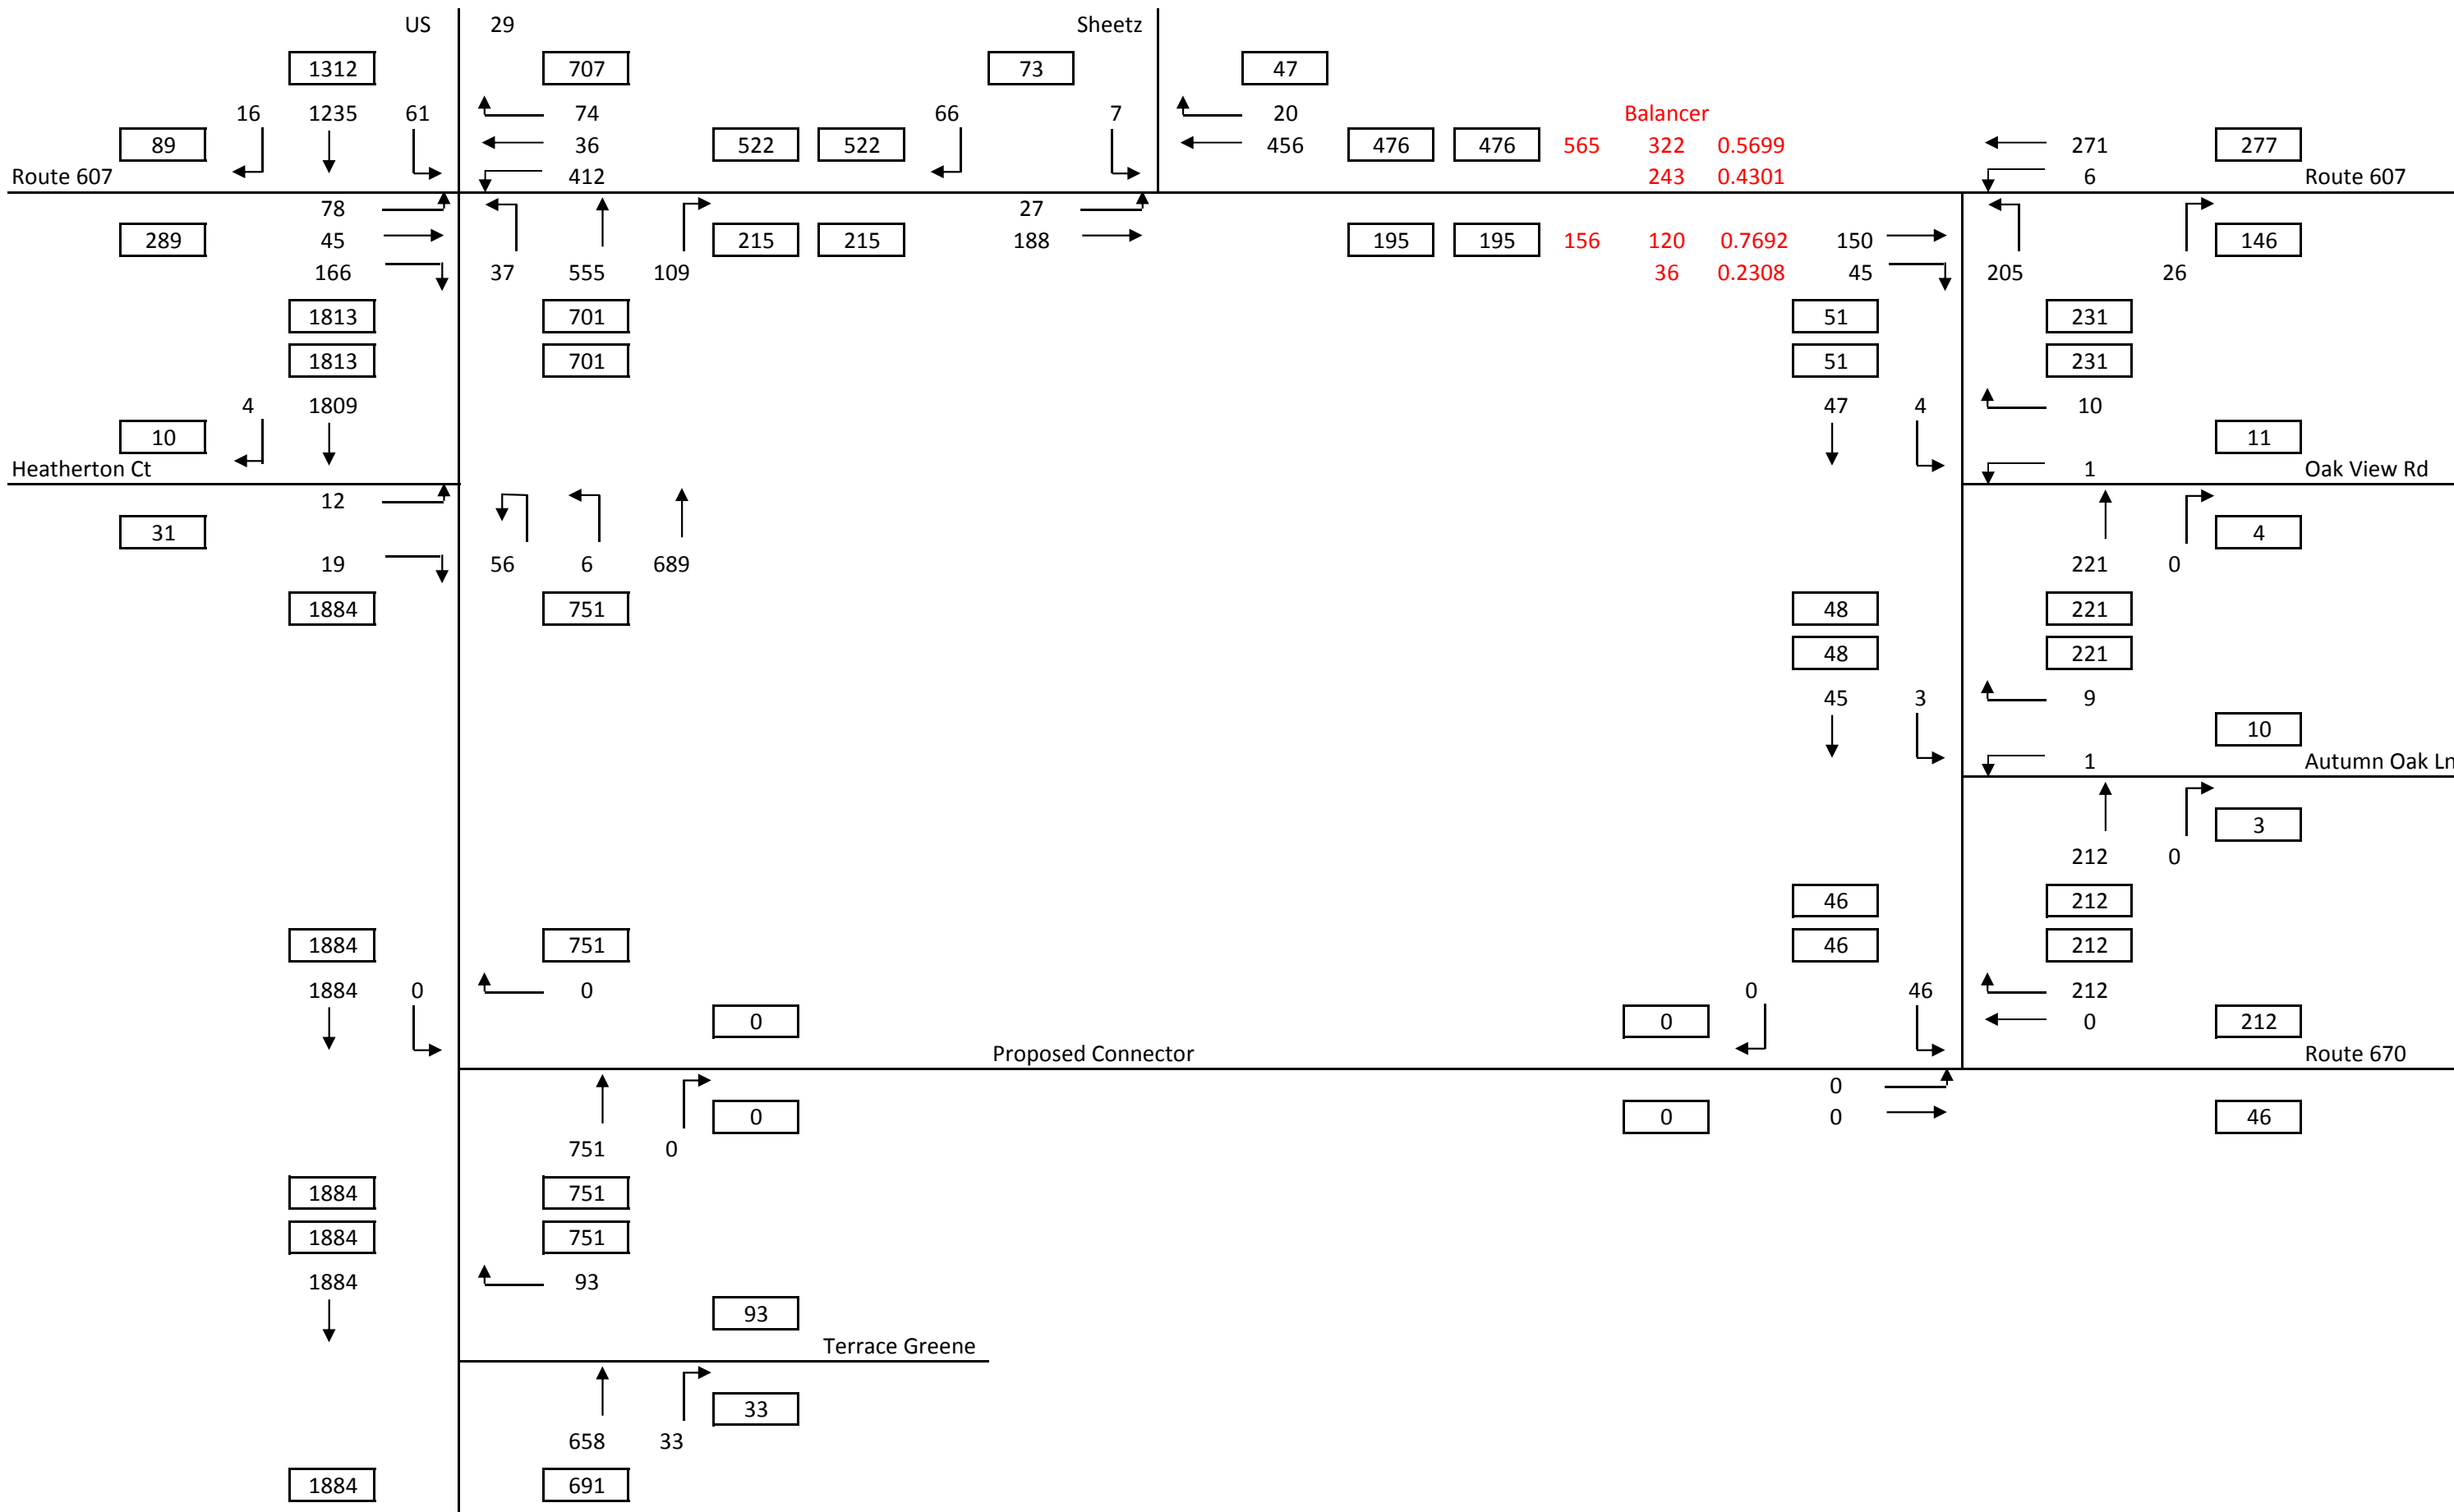 US 29 Sheetz
1312 707 73 47
16 1235 61 74 66 7 20 Balancer
89 36 522 522 456 476 476 565 322 0.5699 271 277
Route 607 412 243 0.4301 6 Route 607
78 27
289 45 215 215 188 195 195 156 120 0.7692 150 146
166 37 555 109 36 0.2308 45 205 26
1813 701 51 231
1813 701 51 231
4 1809 47 4 10
10 11
Heatherton Ct 1 Oak View Rd
12
31 4
19 56 6 689 221 0
1884 751 48 221
48 221
45 3 9
10
1 Autumn Oak Ln
3
212 0
46 212
1884 751 46 212
1884 0 0 0 46 212
0 0 0 212
Proposed Connector Route 670
0
0 0 0 46
751 0
1884 751
1884 751
1884 93
93
Terrace Greene
33
658 33
1884 691